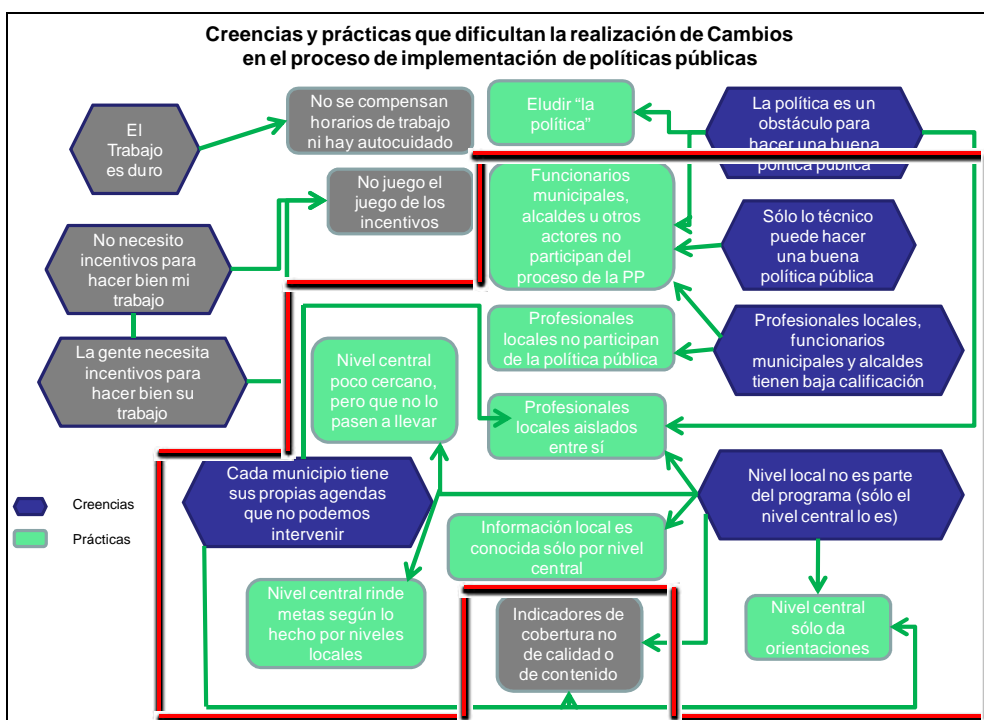 Creencias y prácticas que dificultan la realización de Cambios
en el proceso de implementación de políticas públicas
El
Trabajo
es duro
No se compensan
horarios de trabajo
ni hay autocuidado
Eludir “la
política”
La política es un
obstáculo para
hacer una buena
política pública
No juego el
juego de los
incentivos
Funcionarios
municipales,
alcaldes u otros
actores no
participan del
proceso de la PP
Sólo lo técnico
puede hacer
una buena
política pública
No necesito
incentivos para
hacer bien mi
trabajo
La gente necesita
incentivos para
hacer bien su
trabajo
Nivel central
poco cercano,
pero que no lo
pasen a llevar
Profesionales
locales no participan
de la política pública
Profesionales locales,
funcionarios
municipales y alcaldes
tienen baja calificación
Profesionales
locales aislados
entre sí
Cada municipio tiene
sus propias agendas
que no podemos
intervenir
Nivel local no es parte
del programa (sólo el
nivel central lo es)
Creencias
Prácticas
Información local es
conocida sólo por nivel
central
Nivel central rinde
metas según lo
hecho por niveles
locales
Indicadores de
cobertura no
de calidad o
de contenido
Nivel central
sólo da
orientaciones